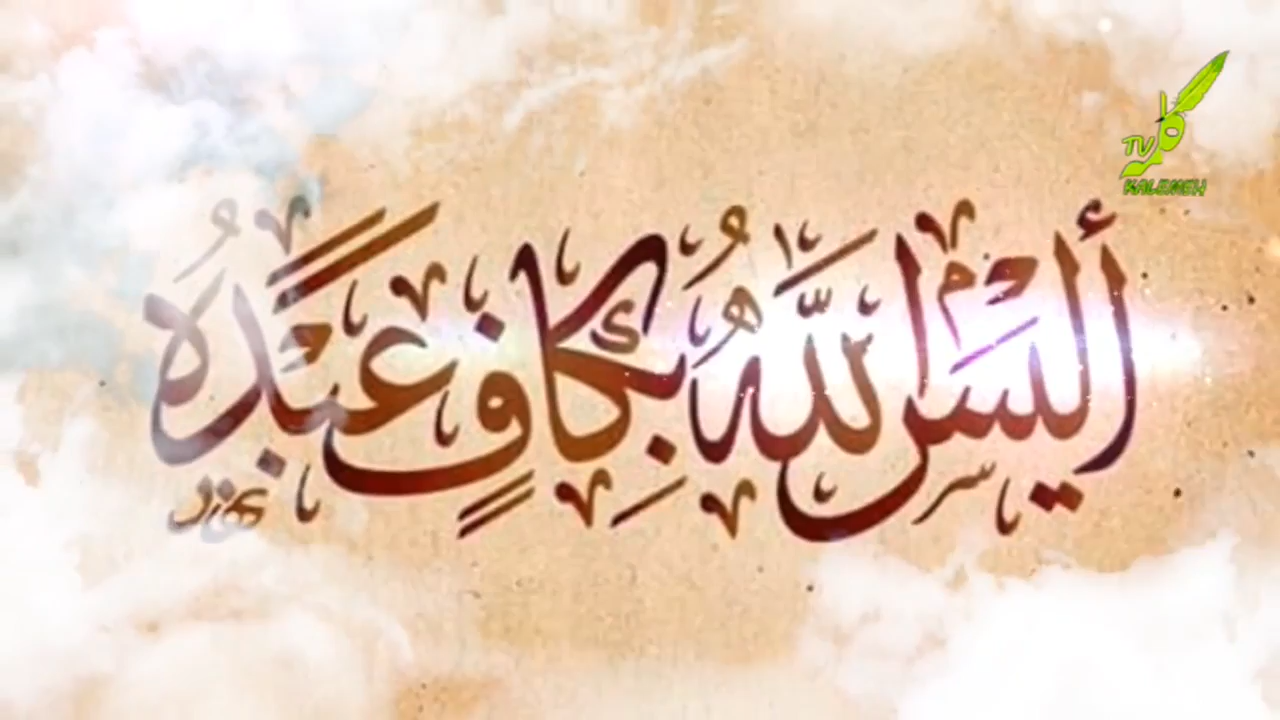 أَلَيْسَ اللَّهُ بِكَافٍ عَبْدَهُ
TV
KALEMEH